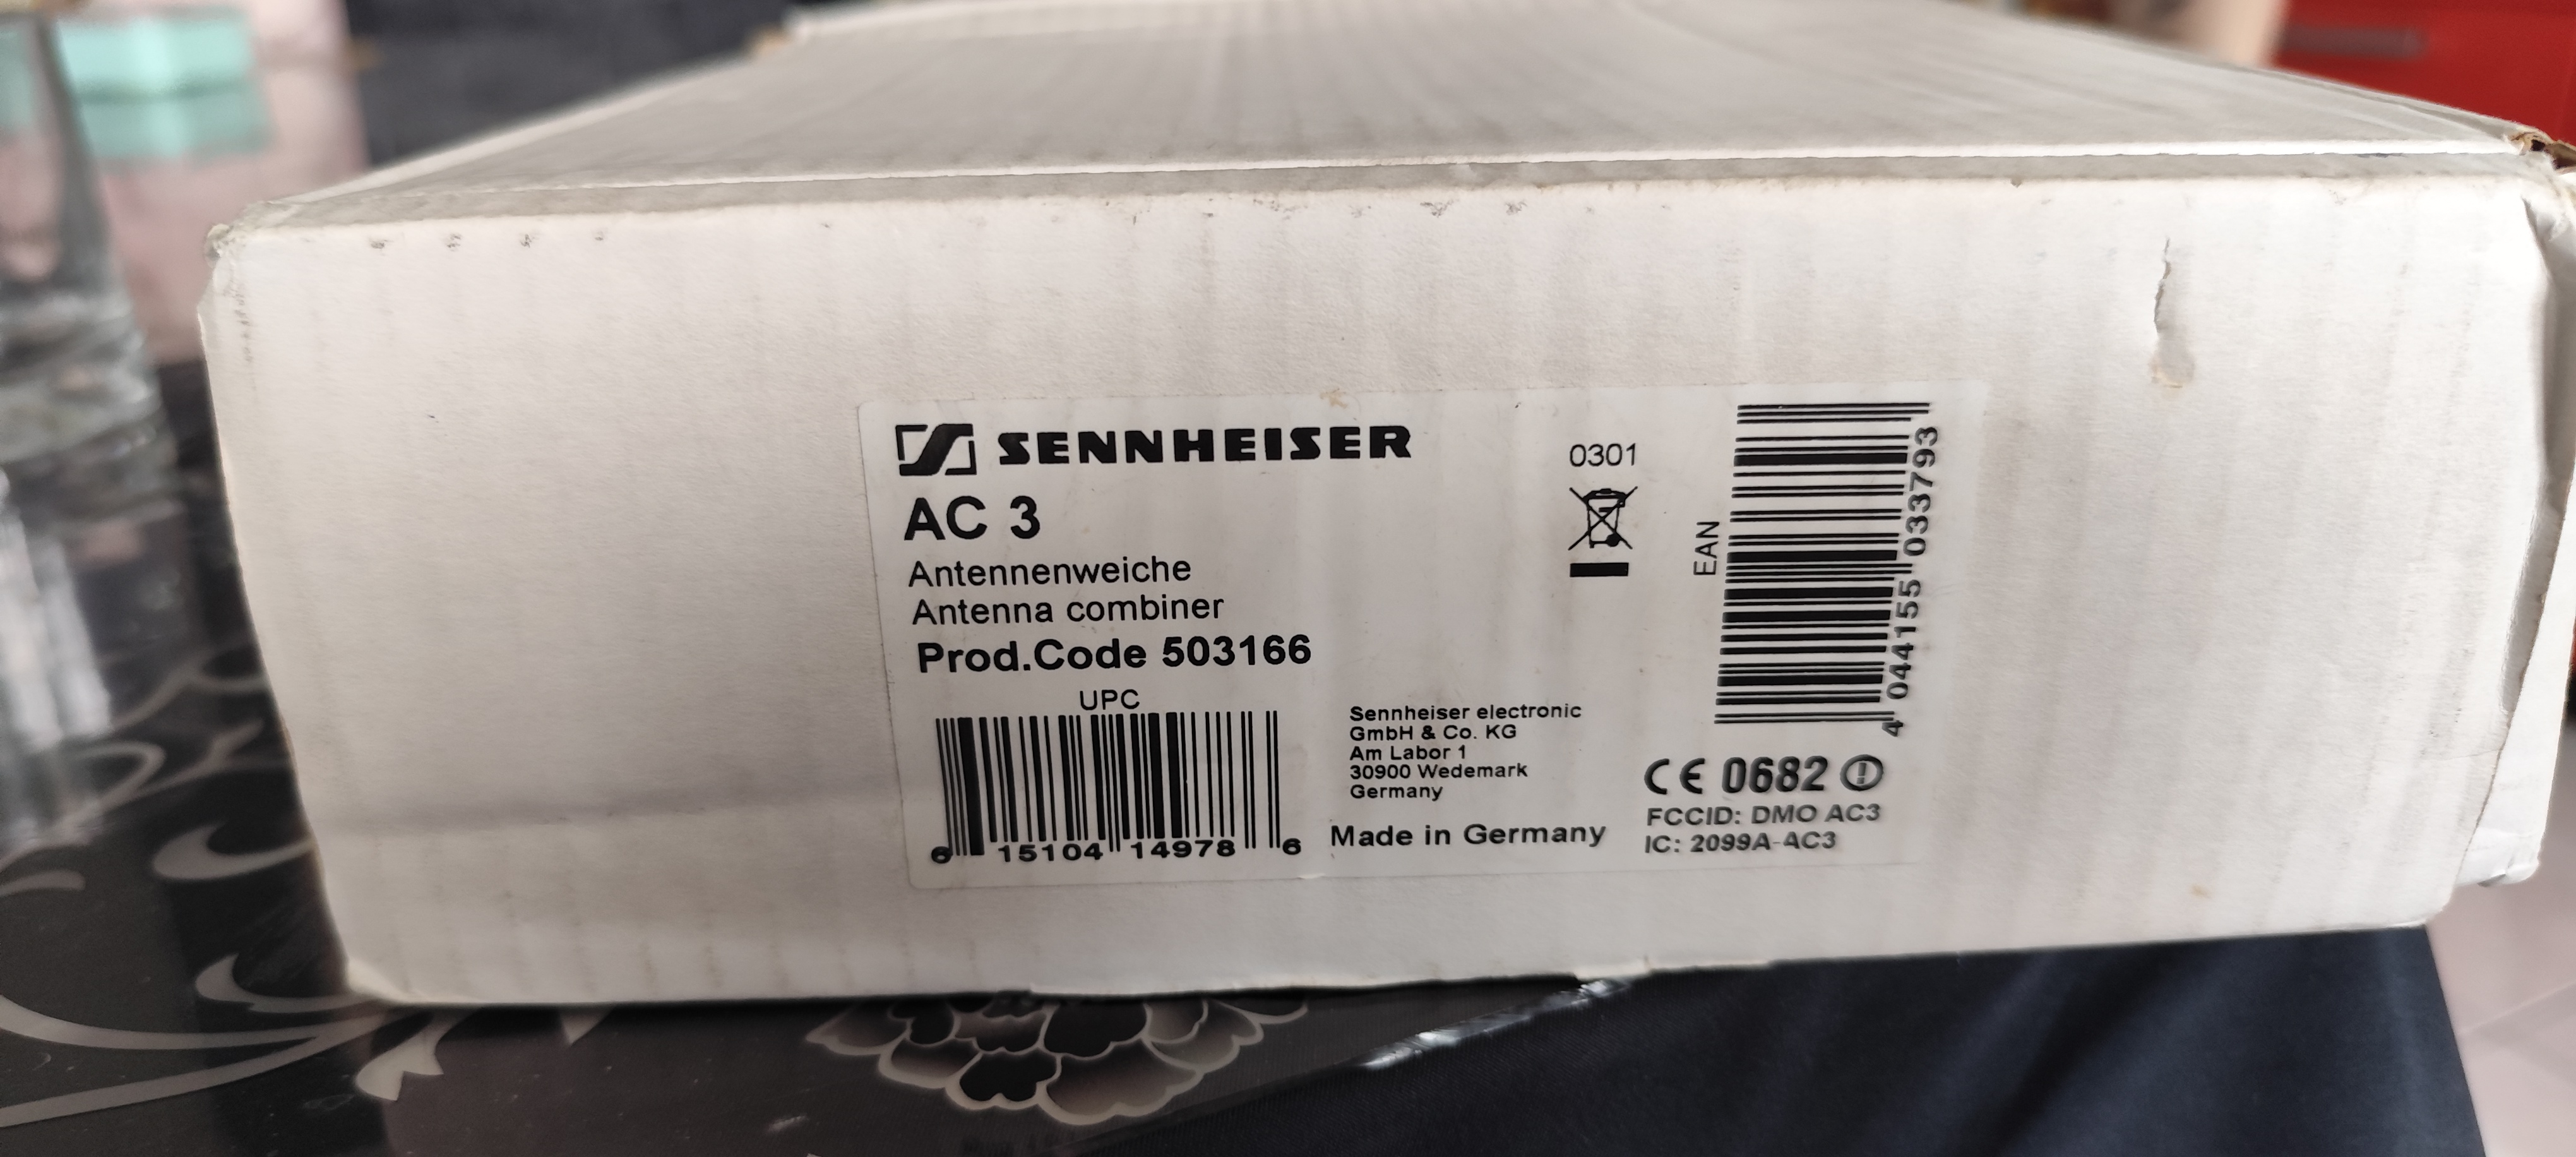 SENNHEISER
AC 3
Antennenweiche
Antenna combiner
Prod.Code 503166
UPC
6 15104 14978 6
Sennheiser electronic
GmbH & Co. KG
Am Labor 1
30900 Wedemark
Germany
Made in Germany
0301
EAN
4 044155 033793
CE 0682
FCCID: DMO AC3
IC: 2099A-AC3